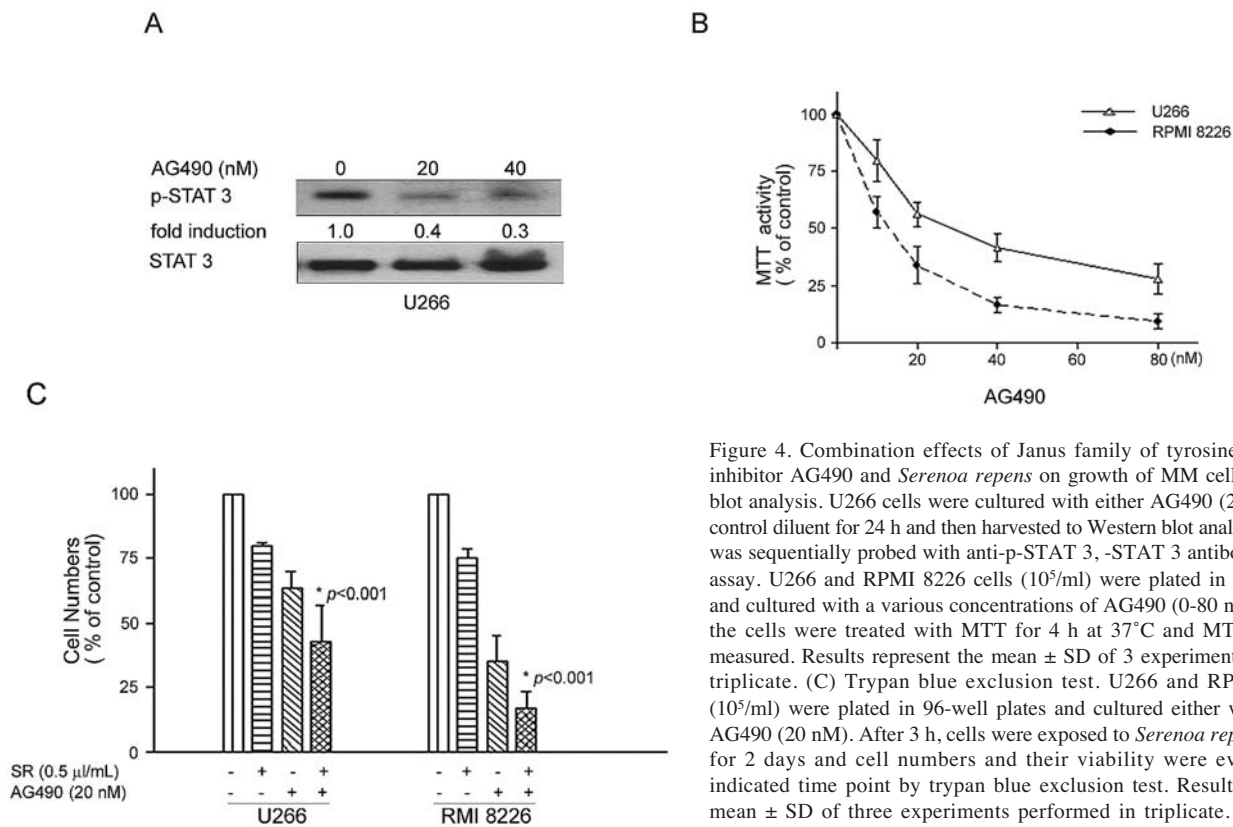 A
AG490 (nM) 0 20 40
p-STAT 3
fold induction 1.0 0.4 0.3
STAT 3
U266
B
U266
RPMI 8226
100
75
50
25
0
MTT activity
( % of control)
20 40 60 80 (nM)
AG490
C
100
75
50
25
0
Cell Numbers
( % of control)
* p<0.001
* p<0.001
SR (0.5 µl/mL) - + - + - + - +
AG490 (20 nM) - - + + - - + +
U266 RMI 8226
Figure 4. Combination effects of Janus family of tyrosine
inhibitor AG490 and Serenoa repens on growth of MM cell
blot analysis. U266 cells were cultured with either AG490 (2
control diluent for 24 h and then harvested to Western blot anal
was sequentially probed with anti-p-STAT 3, -STAT 3 antibo
assay. U266 and RPMI 8226 cells (10⁵/ml) were plated in
and cultured with a various concentrations of AG490 (0-80 n
the cells were treated with MTT for 4 h at 37˚C and MT
measured. Results represent the mean ± SD of 3 experiment
triplicate. (C) Trypan blue exclusion test. U266 and RP
(10⁵/ml) were plated in 96-well plates and cultured either w
AG490 (20 nM). After 3 h, cells were exposed to Serenoa rep
for 2 days and cell numbers and their viability were ev
indicated time point by trypan blue exclusion test. Result
mean ± SD of three experiments performed in triplicate.